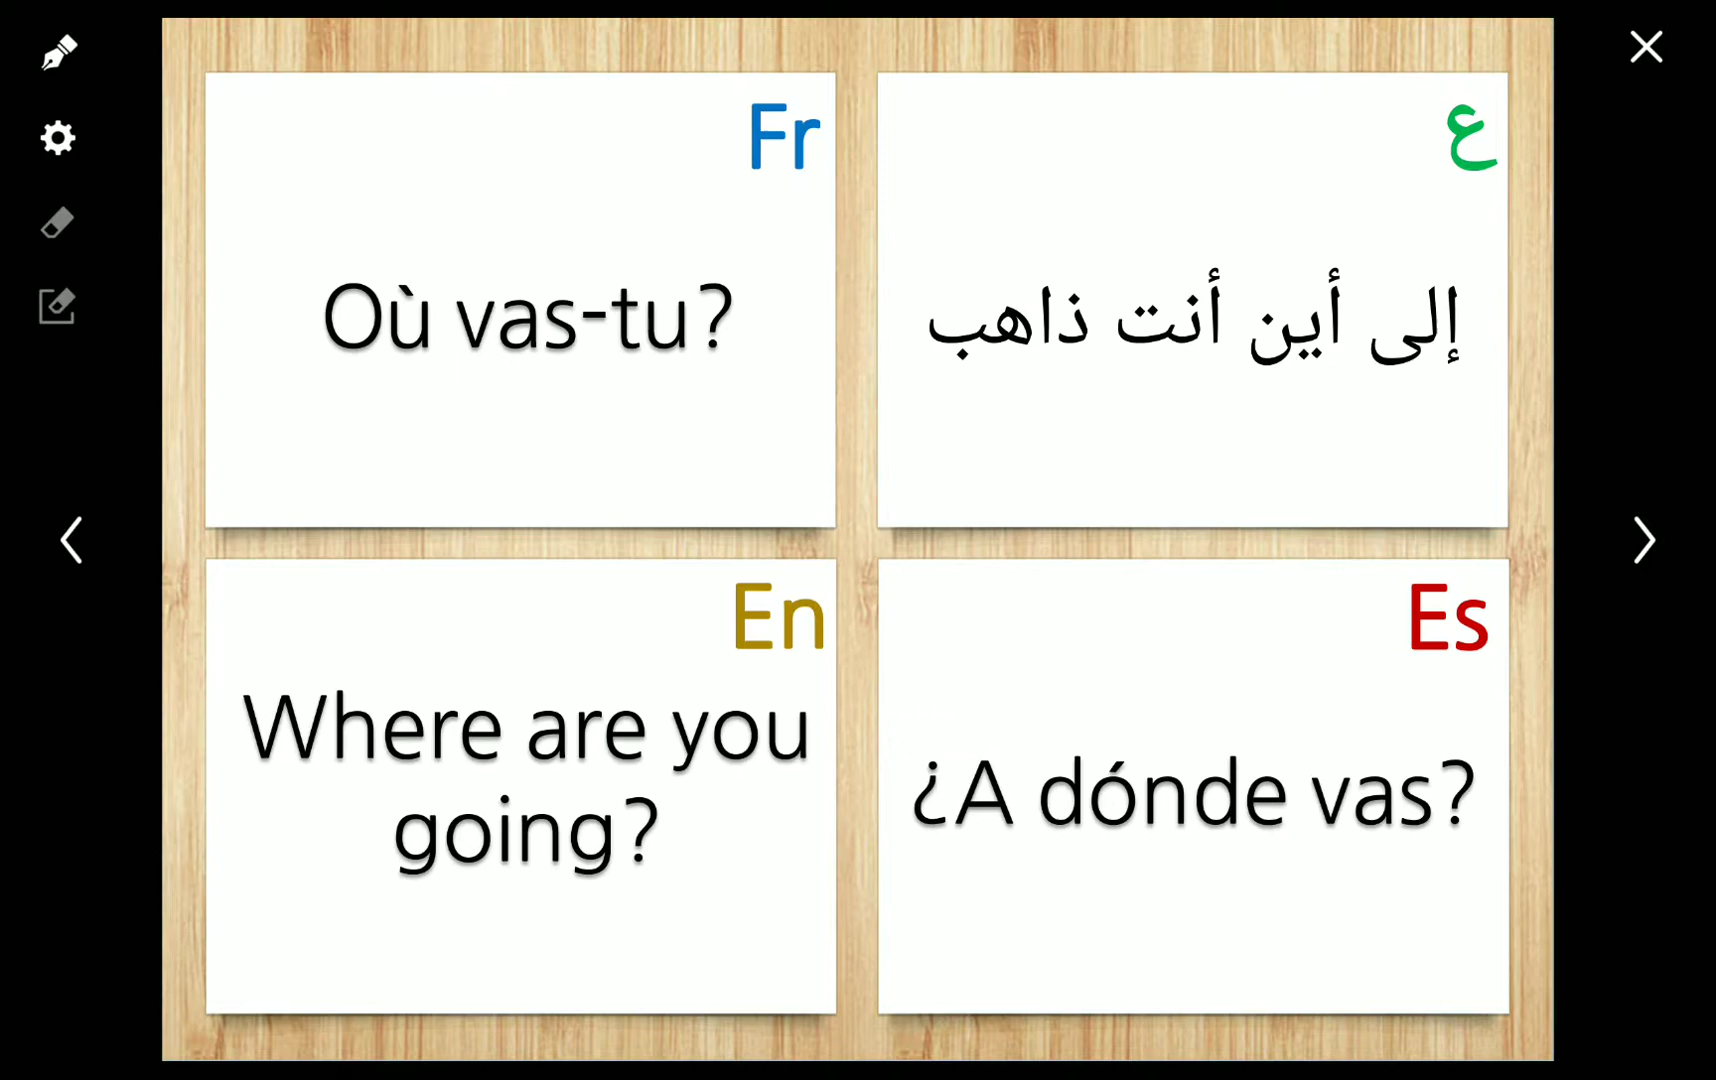 Fr
Où vas-tu?
ع
إلى أين أنت ذاهب
En
Where are you
going?
Es
¿A dónde vas?